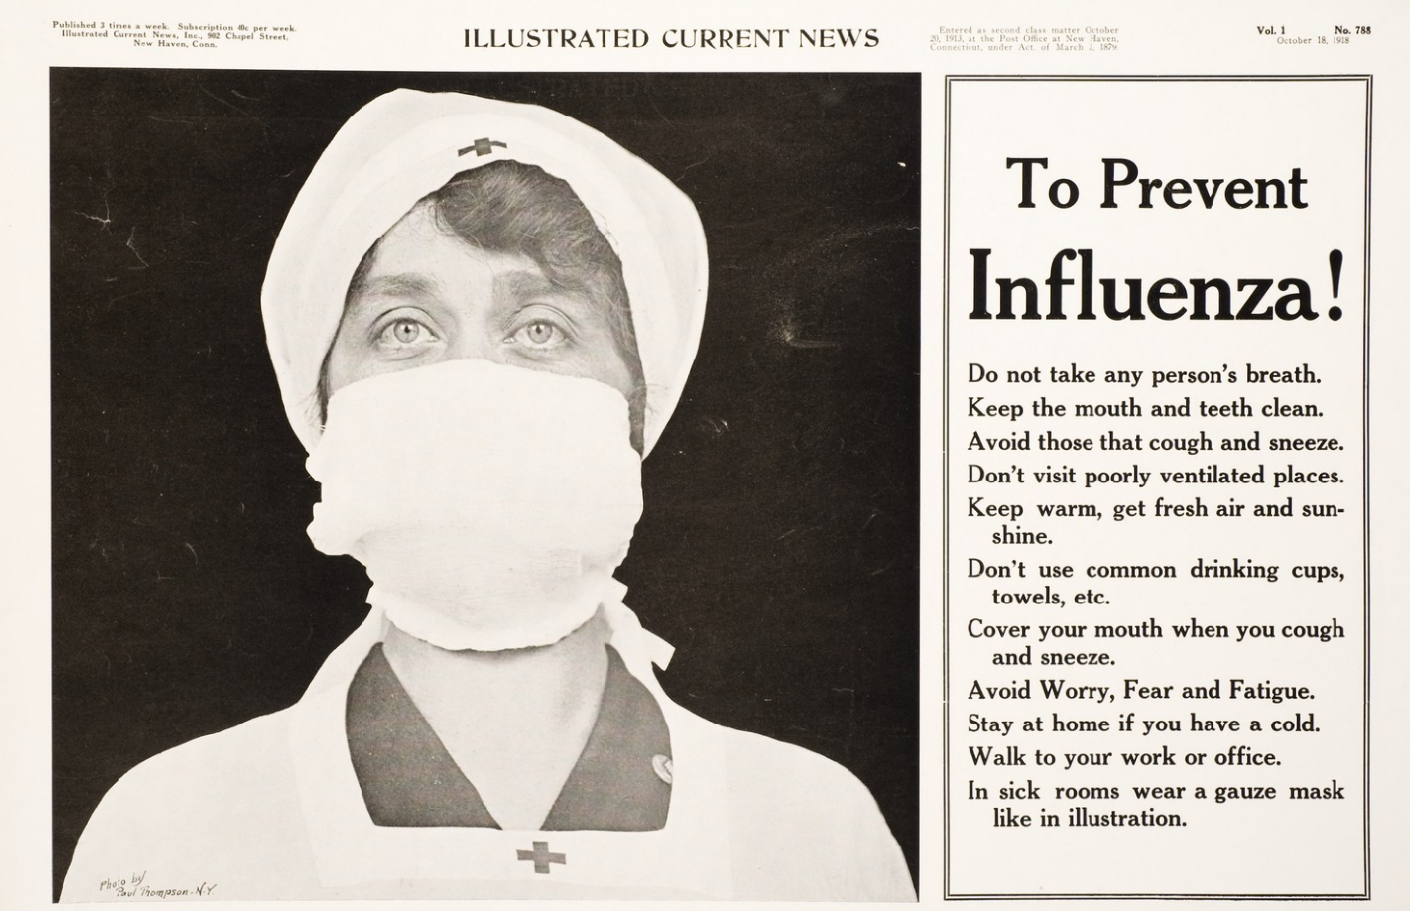 Published 3 times a week. Subscription 40c per week.
Illustrated Current News, Inc., 902 Chapel Street,
New Haven, Conn.
ILLUSTRATED CURRENT NEWS
Entered as second class matter October
20, 1913, at the Post Office at New Haven,
Connecticut, under Act. of March 3, 1879
Vol. 1 No. 788
October 18, 1918
To Prevent
Influenza!
Do not take any person's breath.
Keep the mouth and teeth clean.
Avoid those that cough and sneeze.
Don't visit poorly ventilated places.
Keep warm, get fresh air and sun-
shine.
Don't use common drinking cups,
towels, etc.
Cover your mouth when you cough
and sneeze.
Avoid Worry, Fear and Fatigue.
Stay at home if you have a cold.
Walk to your work or office.
In sick rooms wear a gauze mask
like in illustration.
Photo by
Paul Thompson-N.Y.